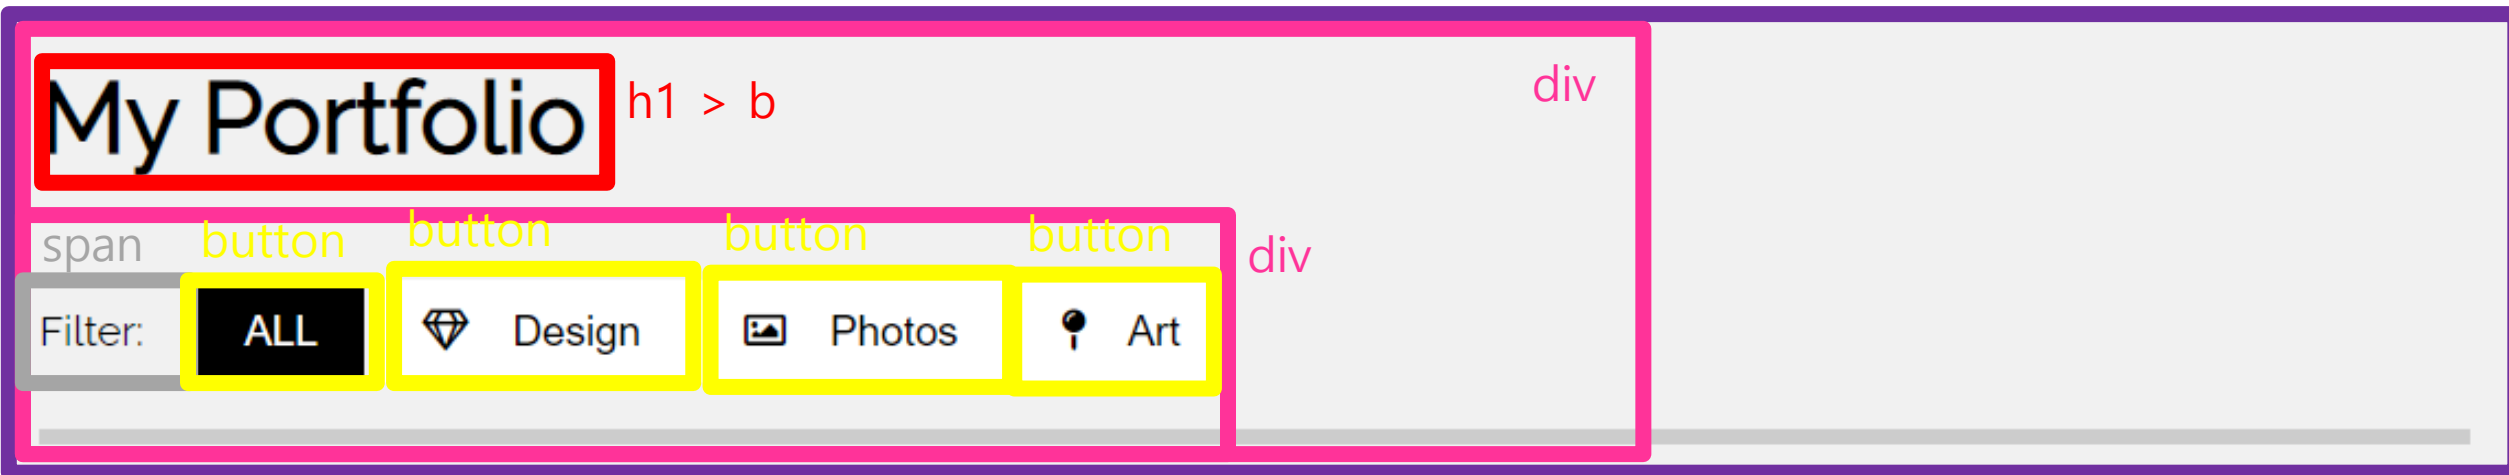 div
My Portfolio h1 > b
span button button button button
div
Filter: ALL Design Photos Art